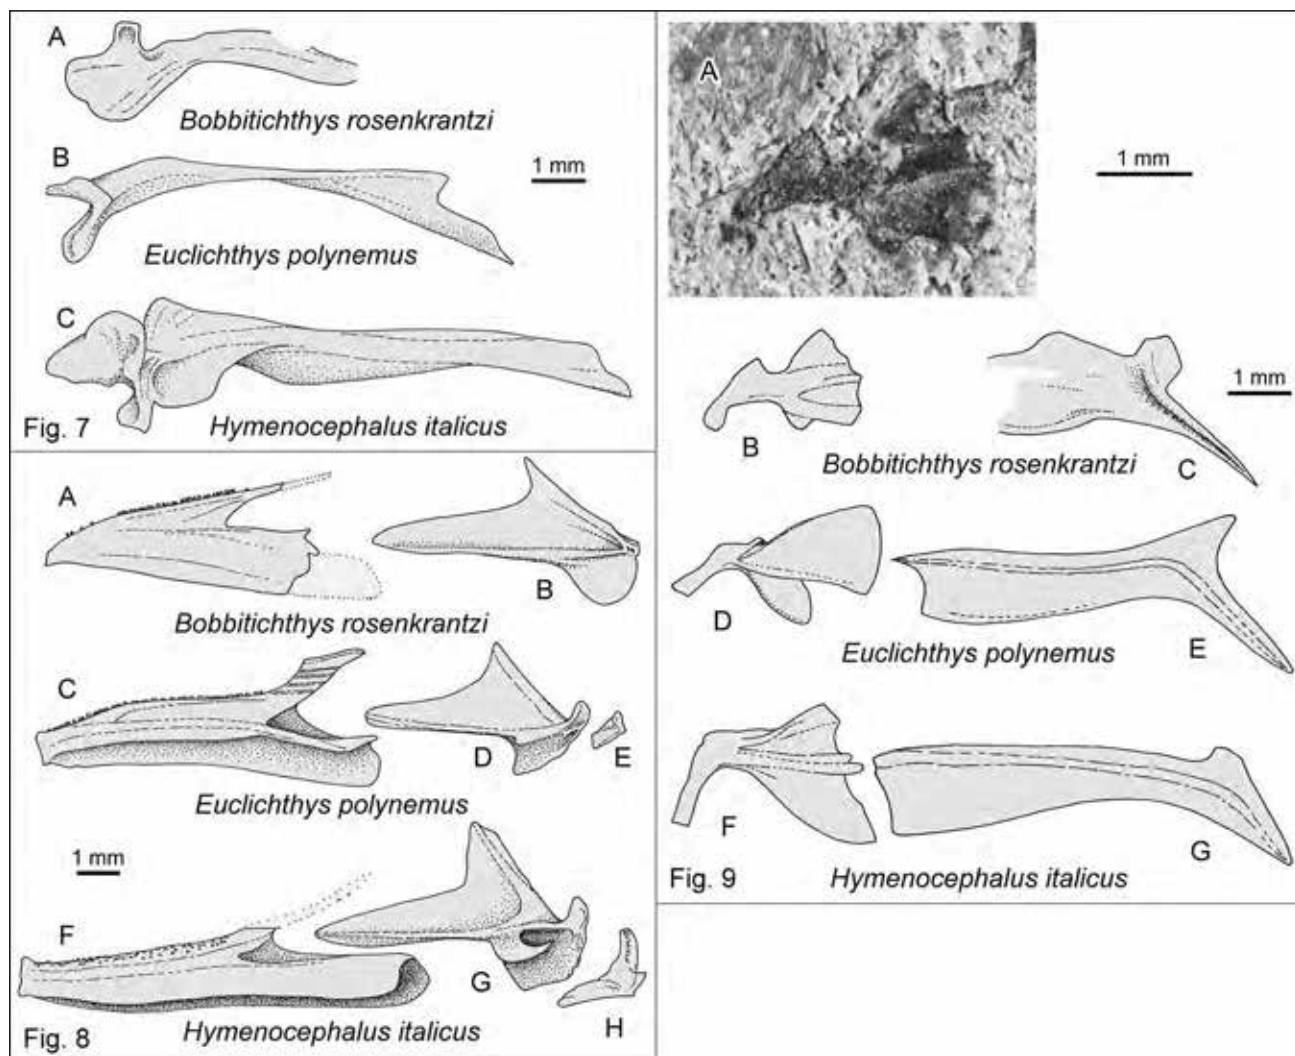 A
Bobbitichthys rosenkrantzi
B
1 mm
Euclichthys polynemus
C
Fig. 7
Hymenocephalus italicus
A
B
Bobbitichthys rosenkrantzi
C
D
E
Euclichthys polynemus
1 mm
F
G
H
Fig. 8
Hymenocephalus italicus
A
1 mm
1 mm
B
C
Bobbitichthys rosenkrantzi
D
E
Euclichthys polynemus
F
G
Fig. 9
Hymenocephalus italicus